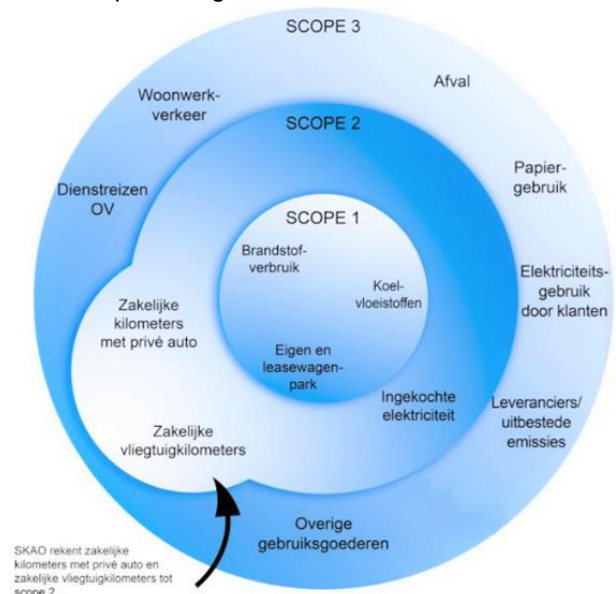 SCOPE 3
Afval
Woonwerk-
verkeer
SCOPE 2
Papier-
gebruik
Dienstreizen
OV
SCOPE 1
Brandstof-
verbruik
Koel-
vloeistoffen
Elektriciteits-
gebruik
door klanten
Zakelijke
kilometers
met privé auto
Eigen en
leasewagen-
park
Ingekochte
elektriciteit
Leveranciers/
uitbestede
emissies
Zakelijke
vliegtuigkilometers
Overige
gebruiksgoederen
SKAO rekent zakelijke
kilometers met privé auto en
zakelijke vliegtuigkilometers tot
scope 2